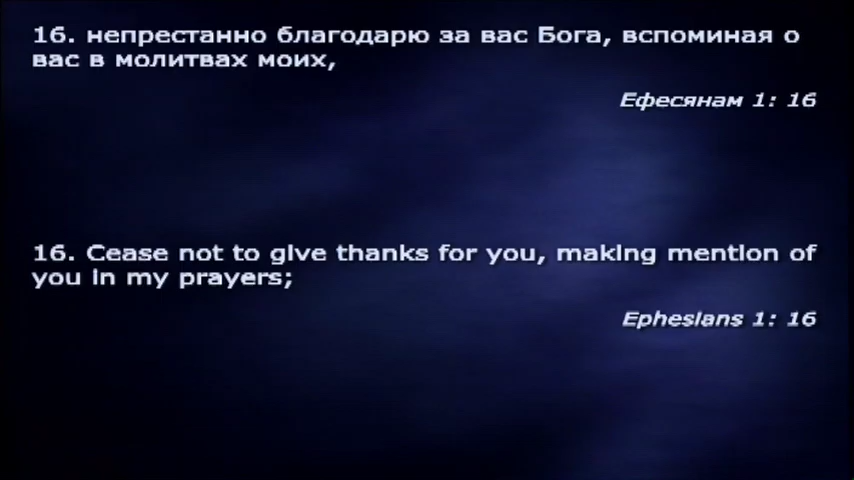 16. непрестанно благодарю за вас Бога, вспоминая о
вас в молитвах моих,
Ефесянам 1: 16
16. Cease not to give thanks for you, making mention of
you in my prayers;
Ephesians 1: 16